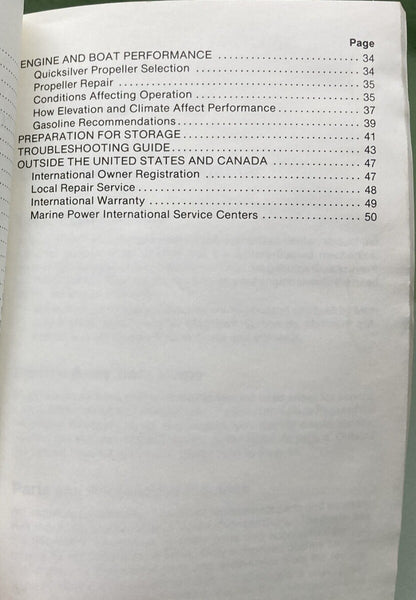 Page
ENGINE AND BOAT PERFORMANCE .................... 34
Quicksilver Propeller Selection ........................ 34
Propeller Repair ..................................... 35
Conditions Affecting Operation ........................ 35
How Elevation and Climate Affect Performance ............ 37
Gasoline Recommendations ........................... 39
PREPARATION FOR STORAGE ......................... 41
TROUBLESHOOTING GUIDE ........................... 43
OUTSIDE THE UNITED STATES AND CANADA ............. 47
International Owner Registration ....................... 47
Local Repair Service ................................. 48
International Warranty ................................ 49
Marine Power International Service Centers .............. 50